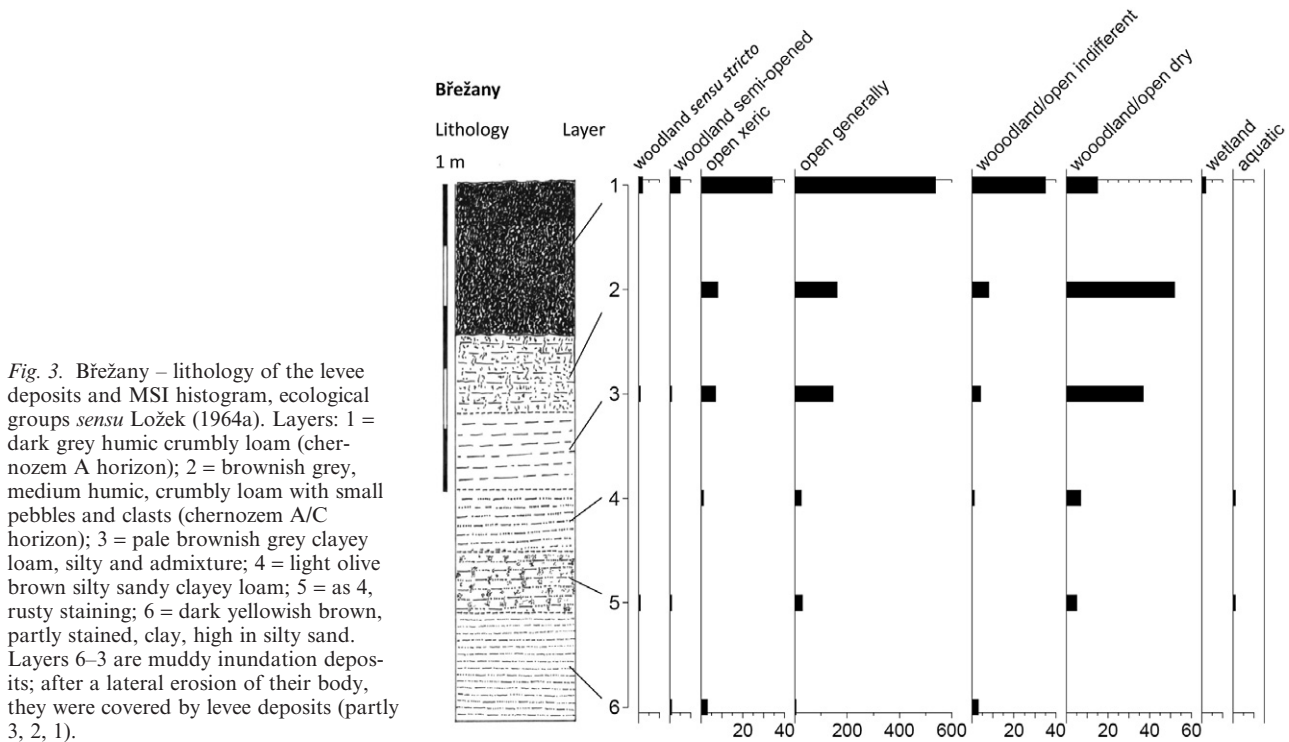 Fig. 3. Břežany – lithology of the levee
deposits and MSI histogram, ecological
groups sensu Ložek (1964a). Layers: 1 =
dark grey humic crumbly loam (cher-
nozem A horizon); 2 = brownish grey,
medium humic, crumbly loam with small
pebbles and clasts (chernozem A/C
horizon); 3 = pale brownish grey clayey
loam, silty and admixture; 4 = light olive
brown silty sandy clayey loam; 5 = as 4,
rusty staining; 6 = dark yellowish brown,
partly stained, clay, high in silty sand.
Layers 6–3 are muddy inundation depos-
its; after a lateral erosion of their body,
they were covered by levee deposits (partly
3, 2, 1).
Břežany
Lithology Layer
1 m
woodland sensu stricto
woodland semi-opened
open xeric
open generally
wooodland/open indifferent
wooodland/open dry
wetland
aquatic
1
2
3
4
5
6
20 40 200 400 600 20 40 20 40 60